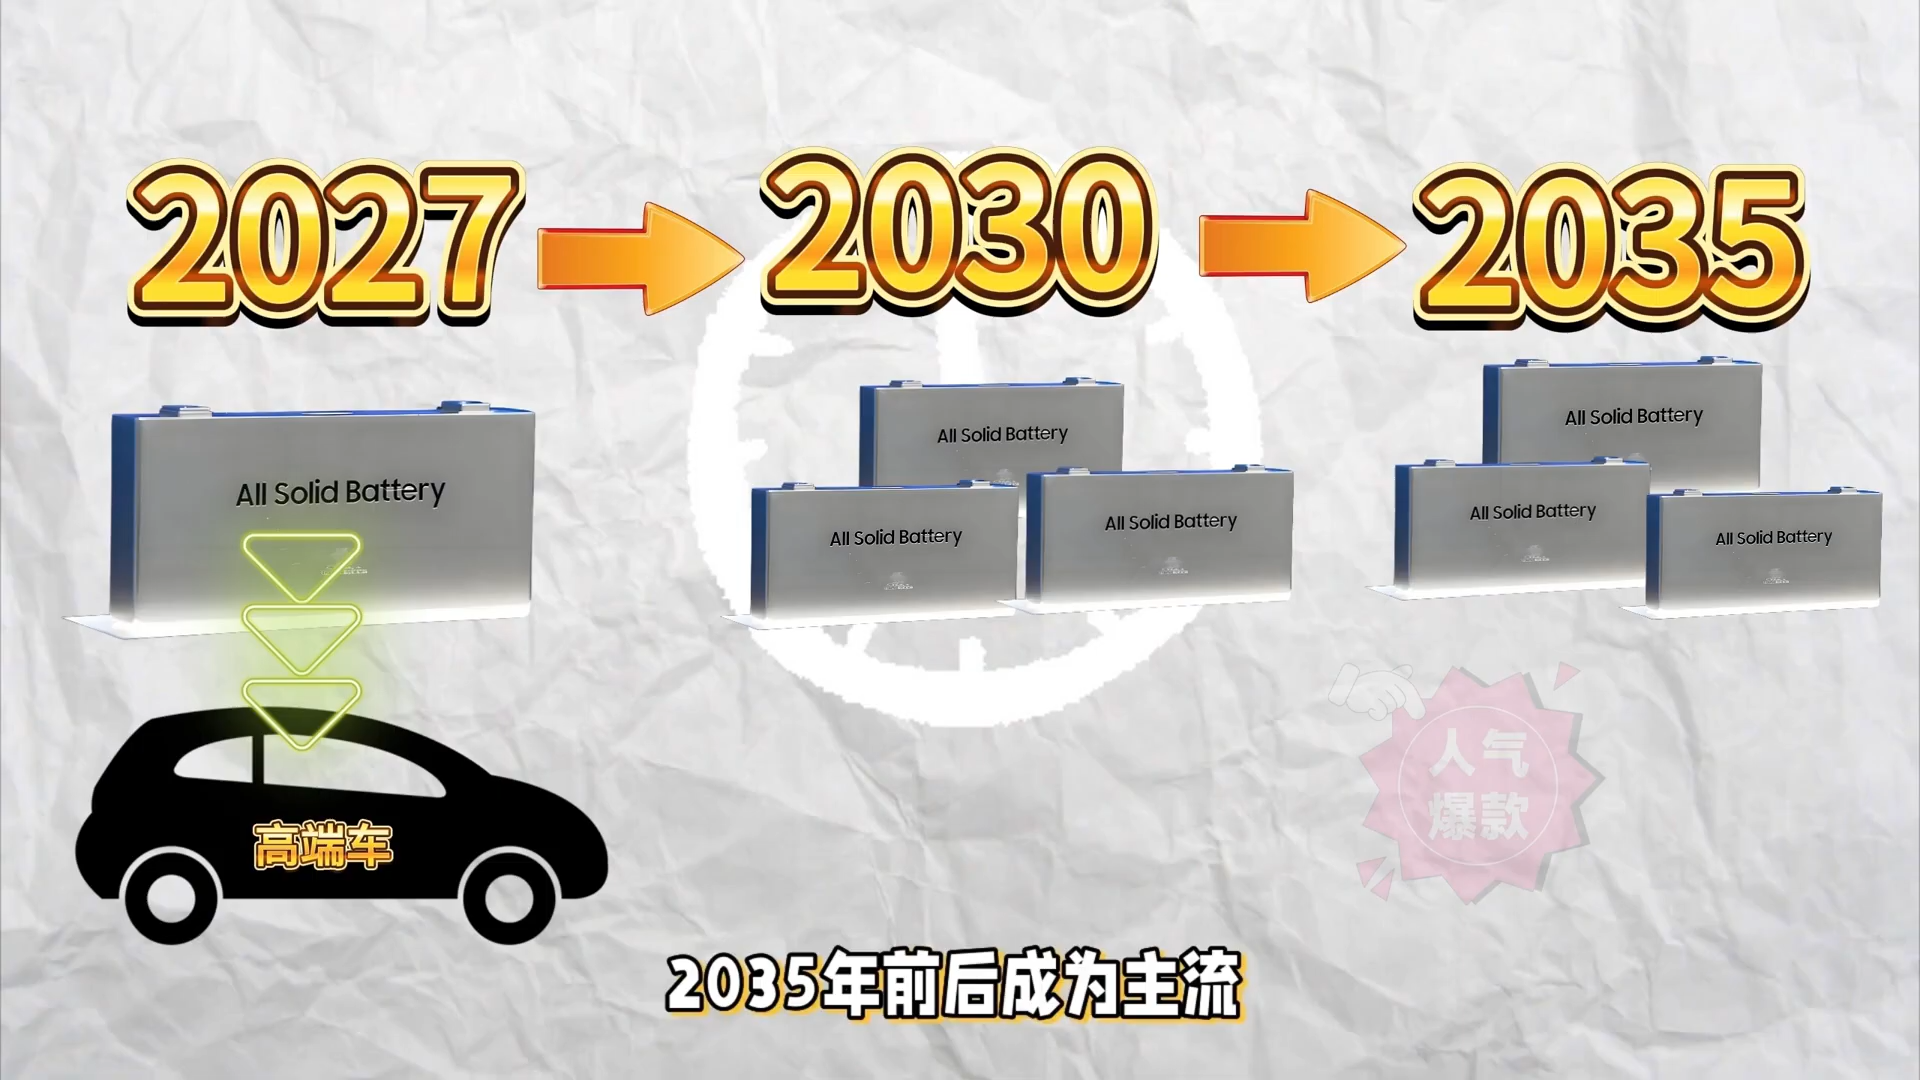 2027
2030
2035
All Solid Battery
All Solid Battery
All Solid Battery
All Solid Battery
All Solid Battery
All Solid Battery
All Solid Battery
高端车
人气
爆款
2035年前后成为主流